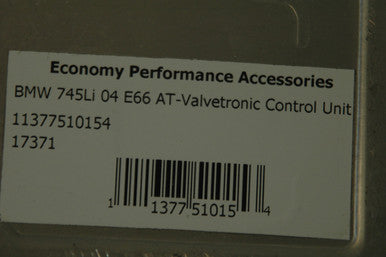 Economy Performance Accessories
BMW 745Li 04 E66 AT-Valvetronic Control Unit
11377510154
17371
1 1377 51015 4